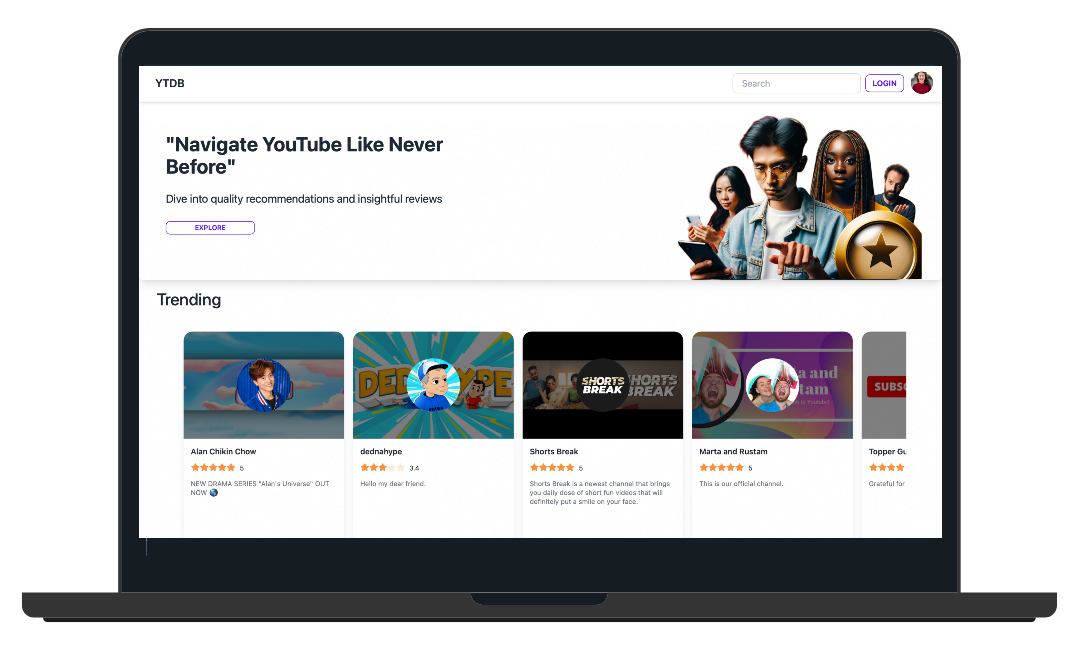 YTDB
Search
LOGIN
"Navigate YouTube Like Never
Before"
Dive into quality recommendations and insightful reviews
EXPLORE
Trending
DEDNAHYPE
SHORTS
BREAK
SHORTS
BREAK
a and
tam
SUBSC
Alan Chikin Chow
5
NEW DRAMA SERIES "Alan's Universe" OUT
NOW 🌎
dednahype
3.4
Hello my dear friend.
Shorts Break
5
Shorts Break is a newest channel that brings
you daily dose of short fun videos that will
definitely put a smile on your face.
Marta and Rustam
5
This is our official channel.
Topper Gu
Grateful for